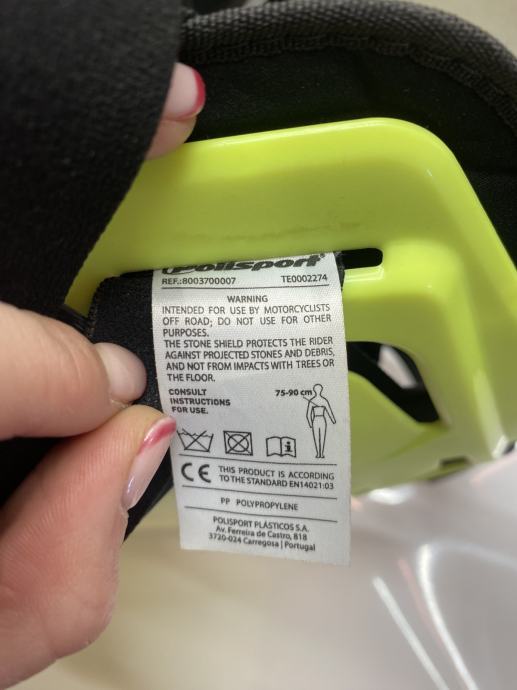 Polisport
REF.:8003700007 TE0002274
WARNING
INTENDED FOR USE BY MOTORCYCLISTS
OFF ROAD; DO NOT USE FOR OTHER
PURPOSES.
THE STONE SHIELD PROTECTS THE RIDER
AGAINST PROJECTED STONES AND DEBRIS,
AND NOT FROM IMPACTS WITH TREES OR
THE FLOOR.
CONSULT
INSTRUCTIONS
FOR USE.
75-90 cm
CE THIS PRODUCT IS ACCORDING
TO THE STANDARD EN14021:03
PP POLYPROPYLENE
POLISPORT PLÁSTICOS S.A.
Av. Ferreira de Castro, 818
3720-024 Carregosa | Portugal